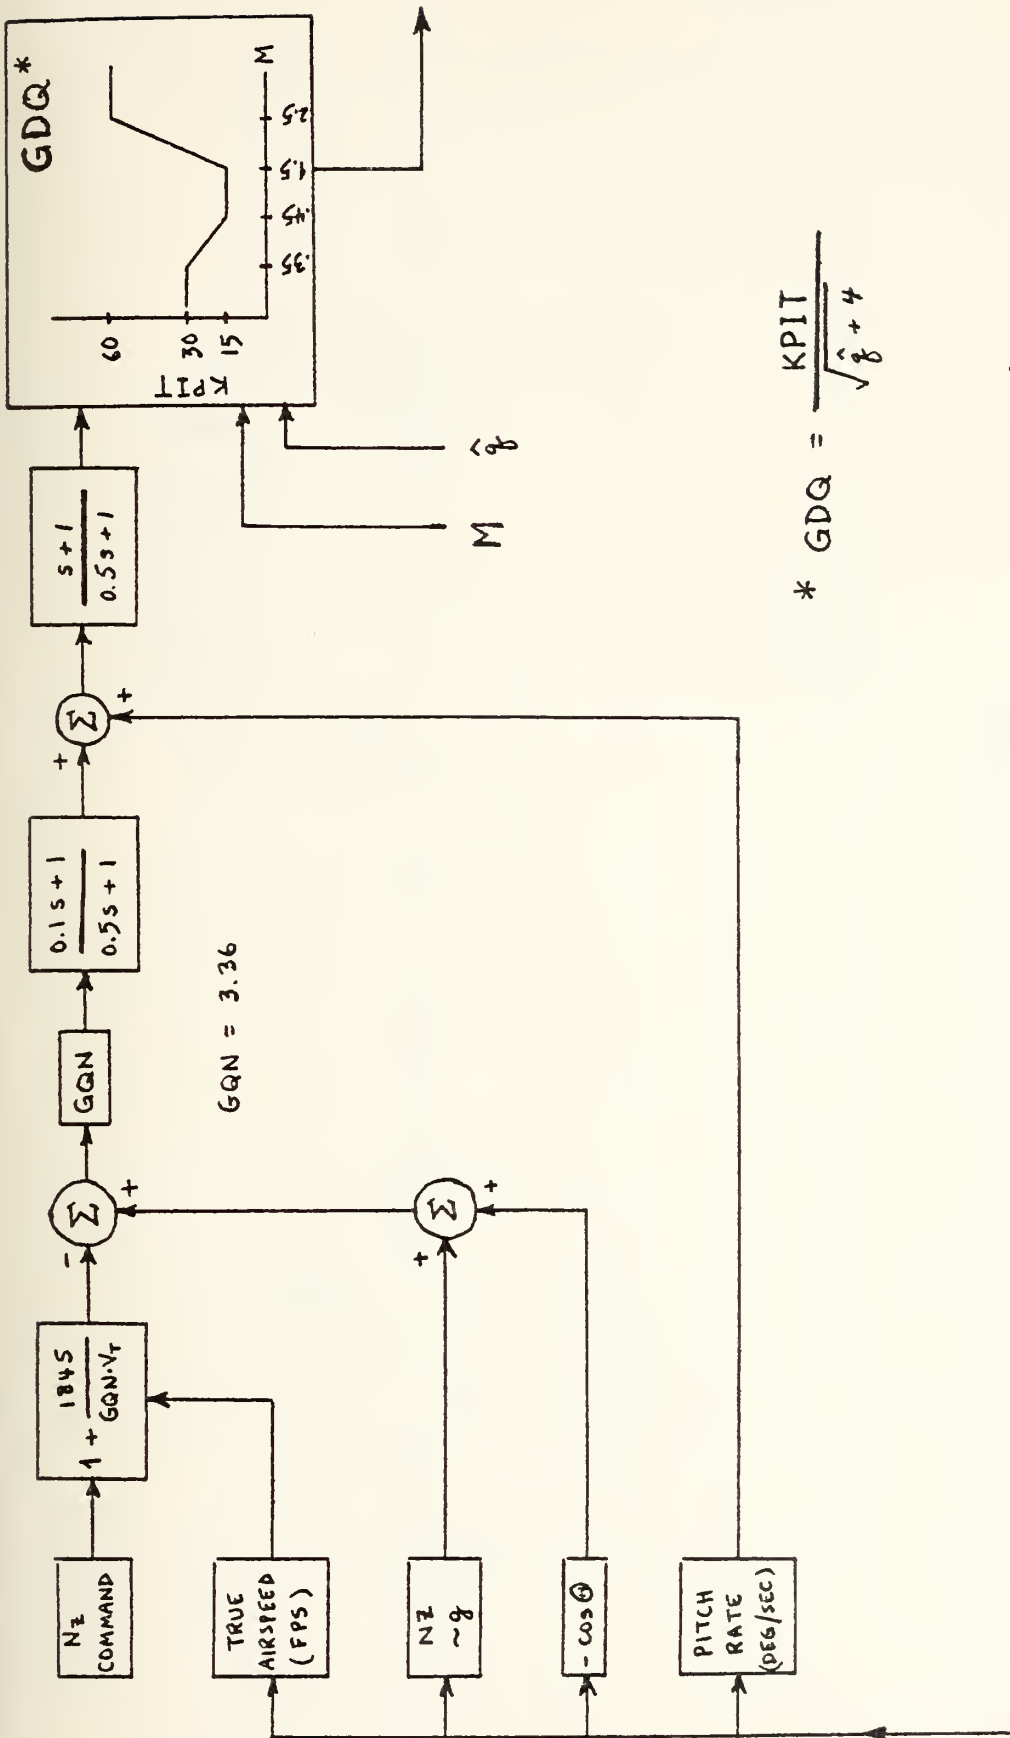 GDQ*
KPIT
60
30
15
.35
.45
1.5
2.5
M
s + 1
0.5s + 1
M
q̂
Σ
+
+
0.1s + 1
0.5s + 1
GQN
GQN = 3.36
Σ
-
+
Σ
+
+
1 + 1845
GQN·V_T
Nz
COMMAND
TRUE
AIRSPEED
(FPS)
NZ
~g
- cos Θ
PITCH
RATE
(DEG/SEC)
* GDQ = KPIT
√q̂ + 4